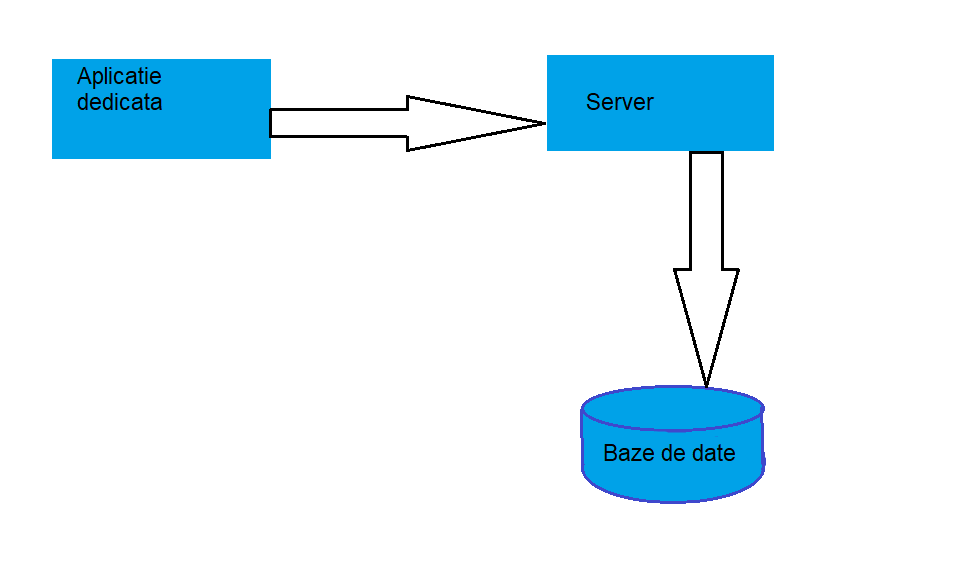 Aplicatie
dedicata
Server
Baze de date